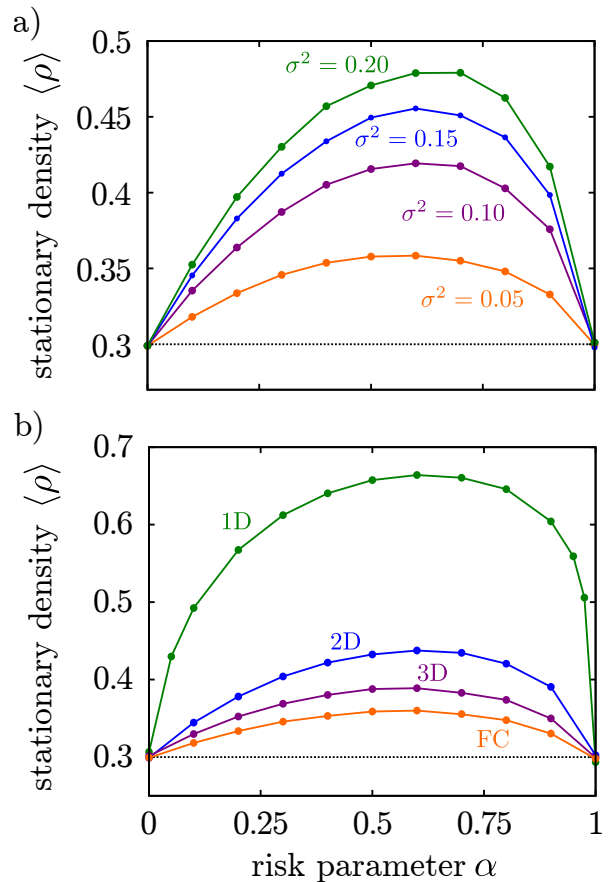 a)
stationary density ⟨ρ⟩
0.5
0.45
0.4
0.35
0.3
σ² = 0.20
σ² = 0.15
σ² = 0.10
σ² = 0.05
b)
stationary density ⟨ρ⟩
0.7
0.6
0.5
0.4
0.3
1D
2D
3D
FC
0 0.25 0.5 0.75 1
risk parameter α